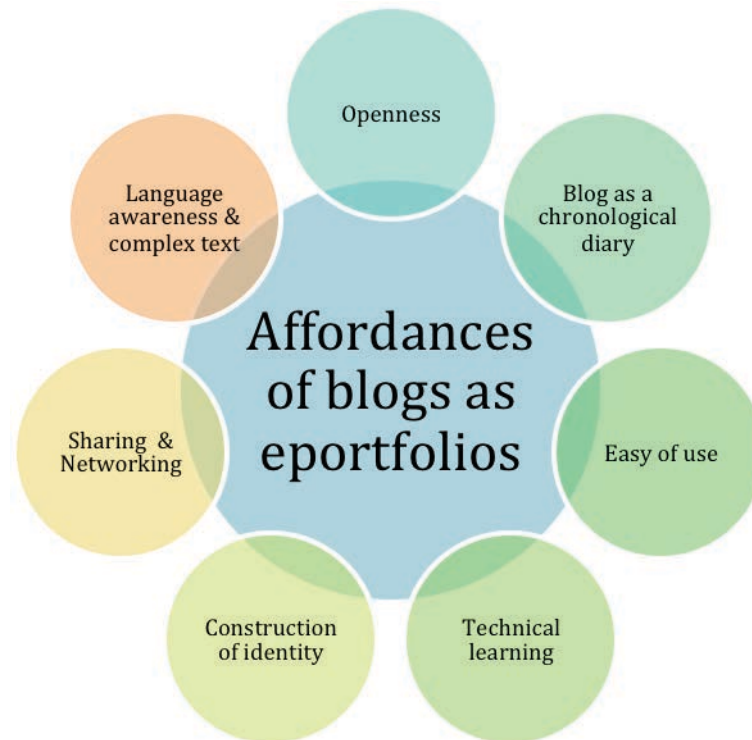 Openness
Blog as a
chronological
diary
Easy of use
Technical
learning
Construction
of identity
Sharing &
Networking
Language
awareness &
complex text
Affordances
of blogs as
eportfolios